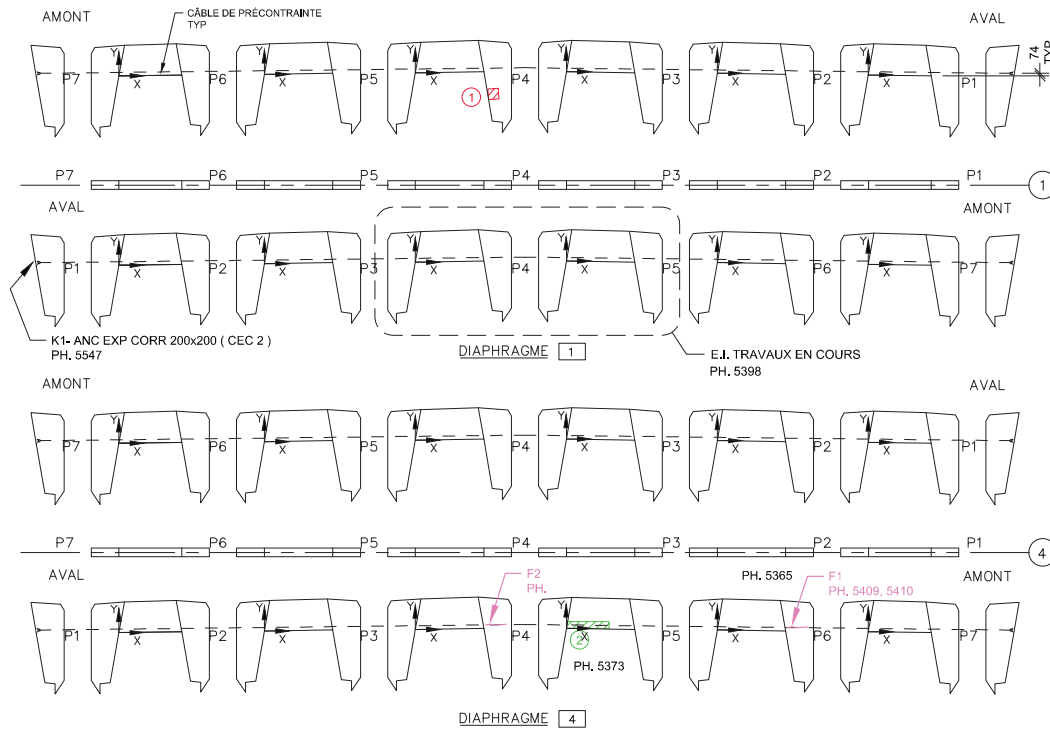 AMONT
CÂBLE DE PRÉCONTRAINTE
TYP
AVAL
74
TYP
Y Y Y Y Y Y
P7 X P6 X P5 X P4 X P3 X P2 X P1
1
P7 P6 P5 P4 P3 P2 P1 1
AVAL AMONT
Y Y Y Y Y Y
P1 X P2 X P3 X P4 X P5 X P6 X P7
K1- ANC EXP CORR 200x200 ( CEC 2 )
PH. 5547
DIAPHRAGME 1
E.I. TRAVAUX EN COURS
PH. 5398
AMONT AVAL
Y Y Y Y Y Y
P7 X P6 X P5 X P4 X P3 X P2 X P1
P7 P6 P5 P4 P3 P2 P1 4
AVAL AMONT
F2
PH.
PH. 5365
F1
PH. 5409, 5410
Y Y Y Y Y Y
P1 X P2 X P3 X P4 X P5 X P6 X P7
2
PH. 5373
DIAPHRAGME 4